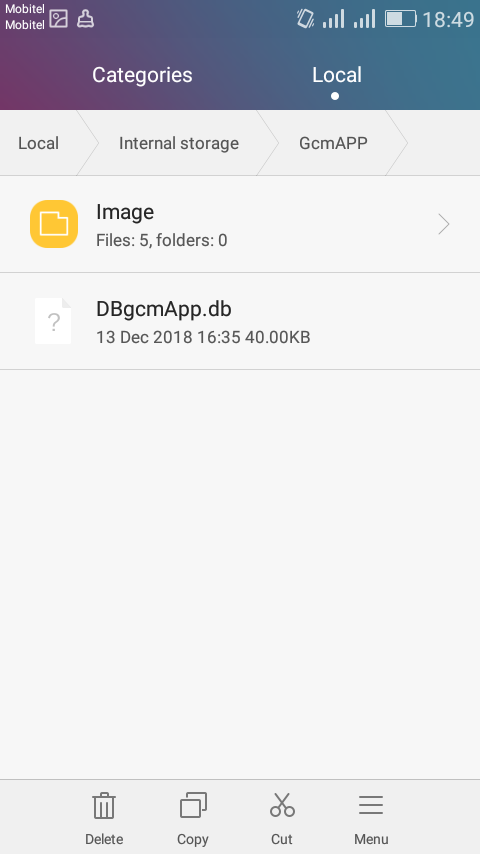 Mobitel
Mobitel
18:49
Categories
Local
Local
Internal storage
GcmAPP
Image
Files: 5, folders: 0
?
DBgcmApp.db
13 Dec 2018 16:35 40.00KB
Delete
Copy
Cut
Menu